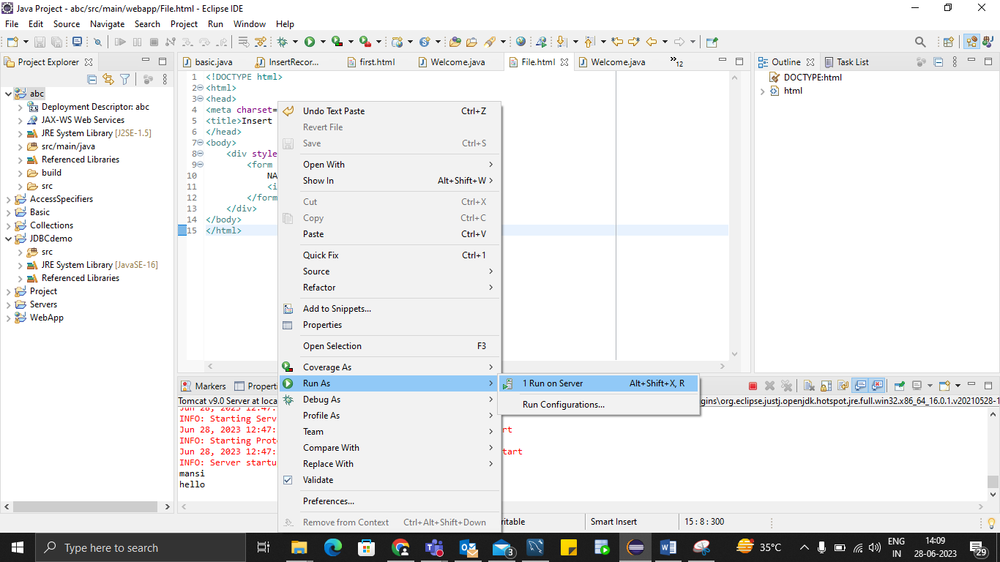 Java Project - abc/src/main/webapp/File.html - Eclipse IDE
File Edit Source Navigate Search Project Run Window Help
Project Explorer
abc
Deployment Descriptor: abc
JAX-WS Web Services
JRE System Library [J2SE-1.5]
src/main/java
Referenced Libraries
build
src
AccessSpecifiers
Basic
Collections
JDBCdemo
src
JRE System Library [JavaSE-16]
Referenced Libraries
Project
Servers
WebApp
basic.java InsertRecor... first.html Welcome.java File.html Welcome.java »12
1 <!DOCTYPE html>
2 <html>
3 <head>
4 <meta charset=
5 <title>Insert
6 </head>
7 <body>
8 <div style
9 <form
10 NA
11 <i
12 </form
13 </div>
14 </body>
15 </html>
Undo Text Paste Ctrl+Z
Revert File
Save Ctrl+S
Open With
Show In Alt+Shift+W
Cut Ctrl+X
Copy Ctrl+C
Paste Ctrl+V
Quick Fix Ctrl+1
Source
Refactor
Add to Snippets...
Properties
Open Selection F3
Coverage As
Run As
Debug As
Profile As
Team
Compare With
Replace With
Validate
Preferences...
Remove from Context Ctrl+Alt+Shift+Down
1 Run on Server Alt+Shift+X, R
Run Configurations...
Outline Task List
DOCTYPE:html
html
Markers Properti
Tomcat v9.0 Server at loca gins\org.eclipse.justj.openjdk.hotspot.jre.full.win32.x86_64_16.0.1.v20210528-1
Jun 28, 2023 12:47:
INFO: Starting Serv
Jun 28, 2023 12:47: rt
INFO: Starting Prot
Jun 28, 2023 12:47: tart
INFO: Server startu
mansi
hello
ritable Smart Insert 15 : 8 : 300
Type here to search
3
35°C
ENG
IN
14:09
28-06-2023
29